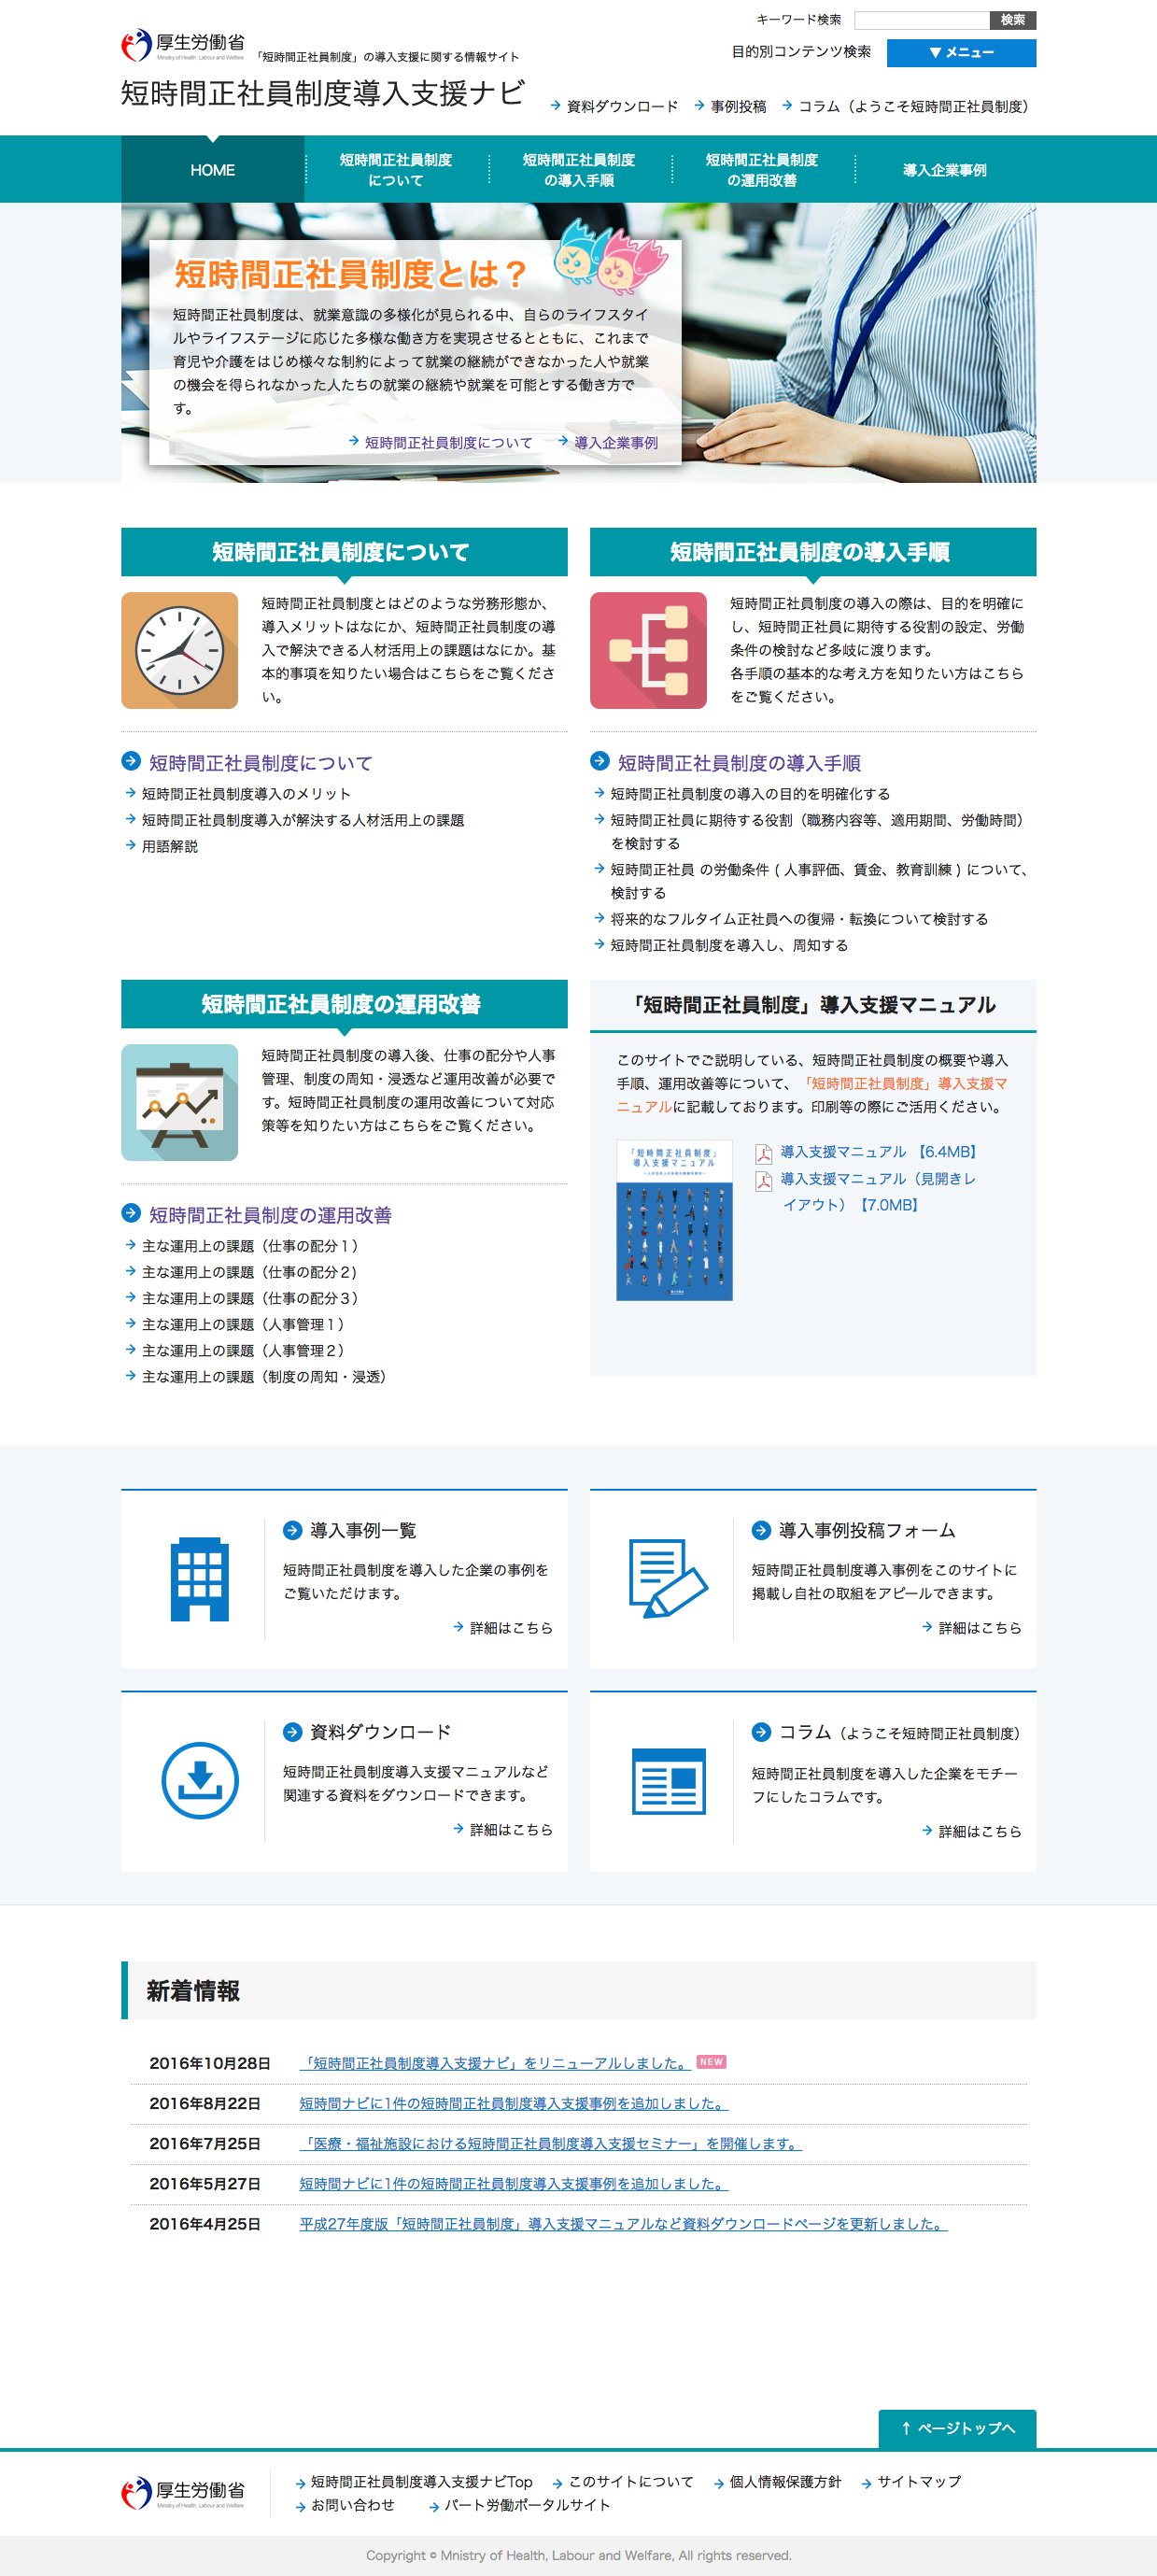 キーワード検索
検索
厚生労働省
Ministry of Health, Labour and Welfare
「短時間正社員制度」の導入支援に関する情報サイト
目的別コンテンツ検索
▼ メニュー
短時間正社員制度導入支援ナビ
資料ダウンロード
事例投稿
コラム（ようこそ短時間正社員制度）
HOME
短時間正社員制度
について
短時間正社員制度
の導入手順
短時間正社員制度
の運用改善
導入企業事例
短時間正社員制度とは？
短時間正社員制度は、就業意識の多様化が見られる中、自らのライフスタイ
ルやライフステージに応じた多様な働き方を実現させるとともに、これまで
育児や介護をはじめ様々な制約によって就業の継続ができなかった人や就業
の機会を得られなかった人たちの就業の継続や就業を可能とする働き方で
す。
短時間正社員制度について
導入企業事例
短時間正社員制度について
短時間正社員制度とはどのような労務形態か、
導入メリットはなにか、短時間正社員制度の導
入で解決できる人材活用上の課題はなにか。基
本的事項を知りたい場合はこちらをご覧くださ
い。
短時間正社員制度について
短時間正社員制度導入のメリット
短時間正社員制度導入が解決する人材活用上の課題
用語解説
短時間正社員制度の導入手順
短時間正社員制度の導入の際は、目的を明確に
し、短時間正社員に期待する役割の設定、労働
条件の検討など多岐に渡ります。
各手順の基本的な考え方を知りたい方はこちら
をご覧ください。
短時間正社員制度の導入手順
短時間正社員制度の導入の目的を明確化する
短時間正社員に期待する役割（職務内容等、適用期間、労働時間）
を検討する
短時間正社員 の労働条件 ( 人事評価、賃金、教育訓練 ) について、
検討する
将来的なフルタイム正社員への復帰・転換について検討する
短時間正社員制度を導入し、周知する
短時間正社員制度の運用改善
短時間正社員制度の導入後、仕事の配分や人事
管理、制度の周知・浸透など運用改善が必要で
す。短時間正社員制度の運用改善について対応
策等を知りたい方はこちらをご覧ください。
短時間正社員制度の運用改善
主な運用上の課題（仕事の配分１）
主な運用上の課題（仕事の配分２)
主な運用上の課題（仕事の配分３）
主な運用上の課題（人事管理１）
主な運用上の課題（人事管理２）
主な運用上の課題（制度の周知・浸透）
「短時間正社員制度」導入支援マニュアル
このサイトでご説明している、短時間正社員制度の概要や導入
手順、運用改善等について、「短時間正社員制度」導入支援マ
ニュアルに記載しております。印刷等の際にご活用ください。
「短時間正社員制度」
導入支援マニュアル
導入支援マニュアル 【6.4MB】
導入支援マニュアル（見開きレ
イアウト）【7.0MB】
導入事例一覧
短時間正社員制度を導入した企業の事例を
ご覧いただけます。
詳細はこちら
導入事例投稿フォーム
短時間正社員制度導入事例をこのサイトに
掲載し自社の取組をアピールできます。
詳細はこちら
資料ダウンロード
短時間正社員制度導入支援マニュアルなど
関連する資料をダウンロードできます。
詳細はこちら
コラム（ようこそ短時間正社員制度）
短時間正社員制度を導入した企業をモチー
フにしたコラムです。
詳細はこちら
新着情報
2016年10月28日 「短時間正社員制度導入支援ナビ」をリニューアルしました。 NEW
2016年8月22日 短時間ナビに1件の短時間正社員制度導入支援事例を追加しました。
2016年7月25日 「医療・福祉施設における短時間正社員制度導入支援セミナー」を開催します。
2016年5月27日 短時間ナビに1件の短時間正社員制度導入支援事例を追加しました。
2016年4月25日 平成27年度版「短時間正社員制度」導入支援マニュアルなど資料ダウンロードページを更新しました。
↑ ページトップへ
厚生労働省
Ministry of Health, Labour and Welfare
短時間正社員制度導入支援ナビTop
このサイトについて
個人情報保護方針
サイトマップ
お問い合わせ
パート労働ポータルサイト
Copyright © Mnistry of Health, Labour and Welfare, All rights reserved.